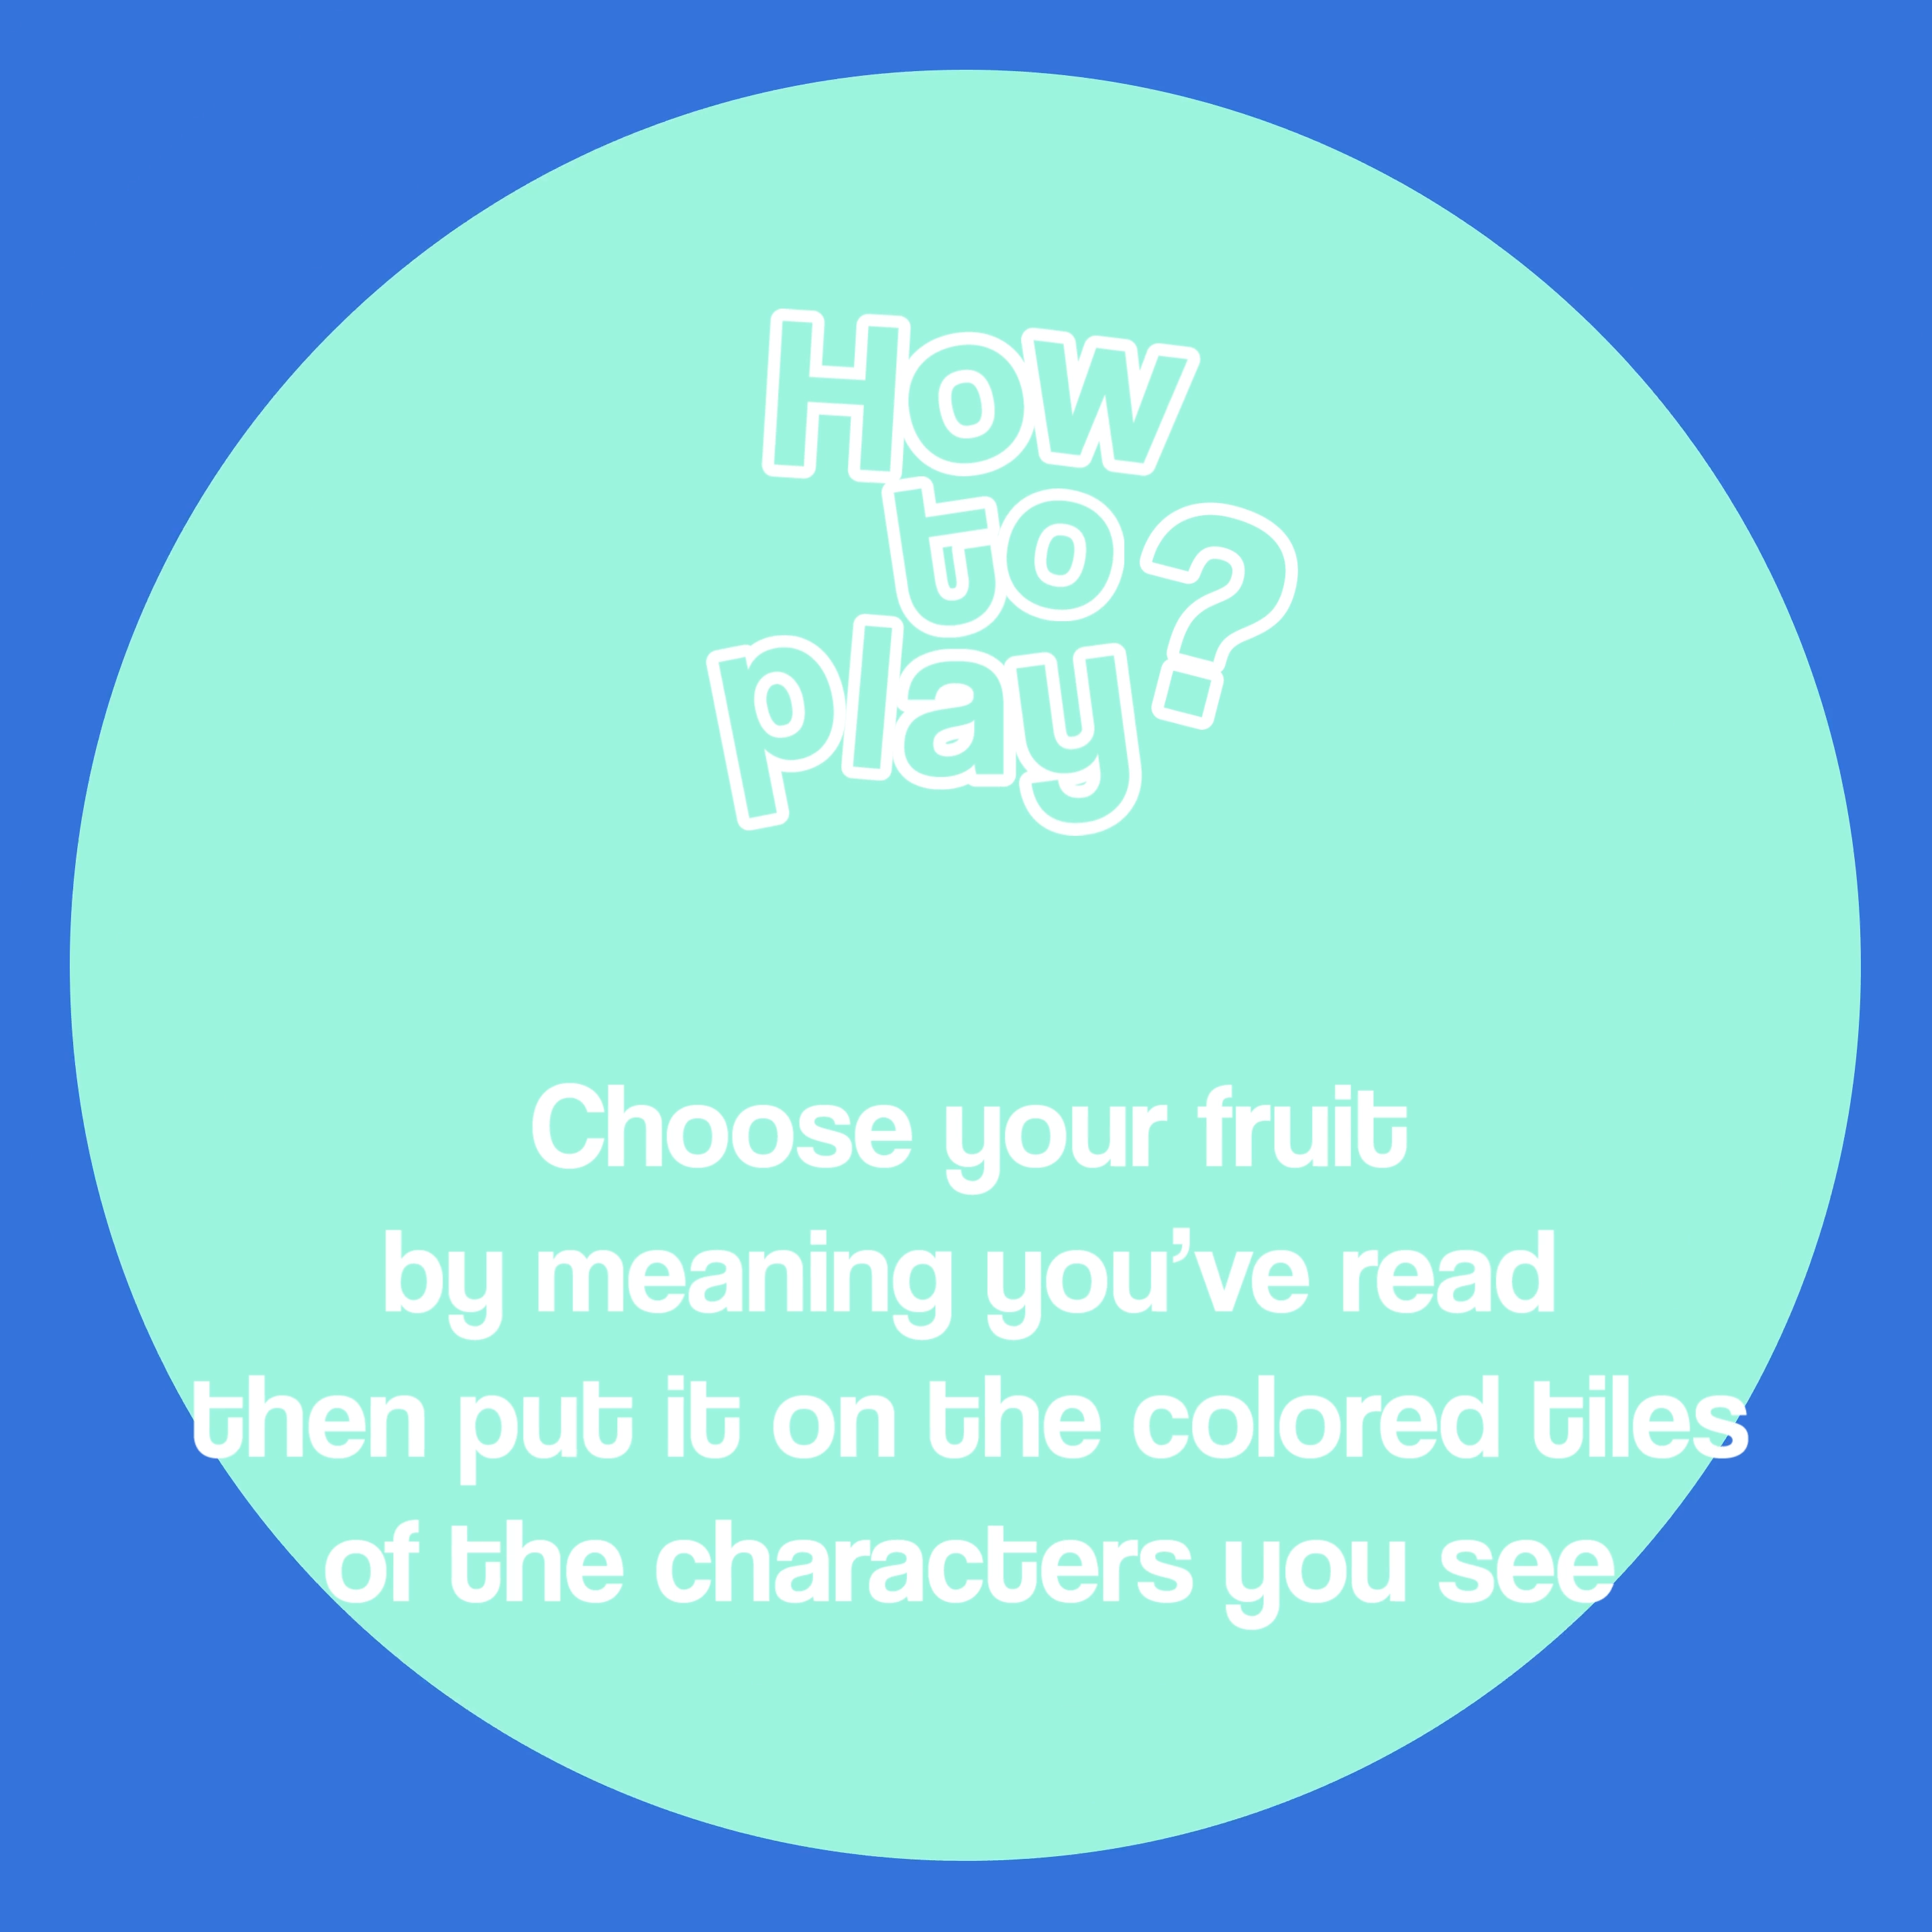 How
to
play?
Choose your fruit
by meaning you’ve read
then put it on the colored tiles
of the characters you see